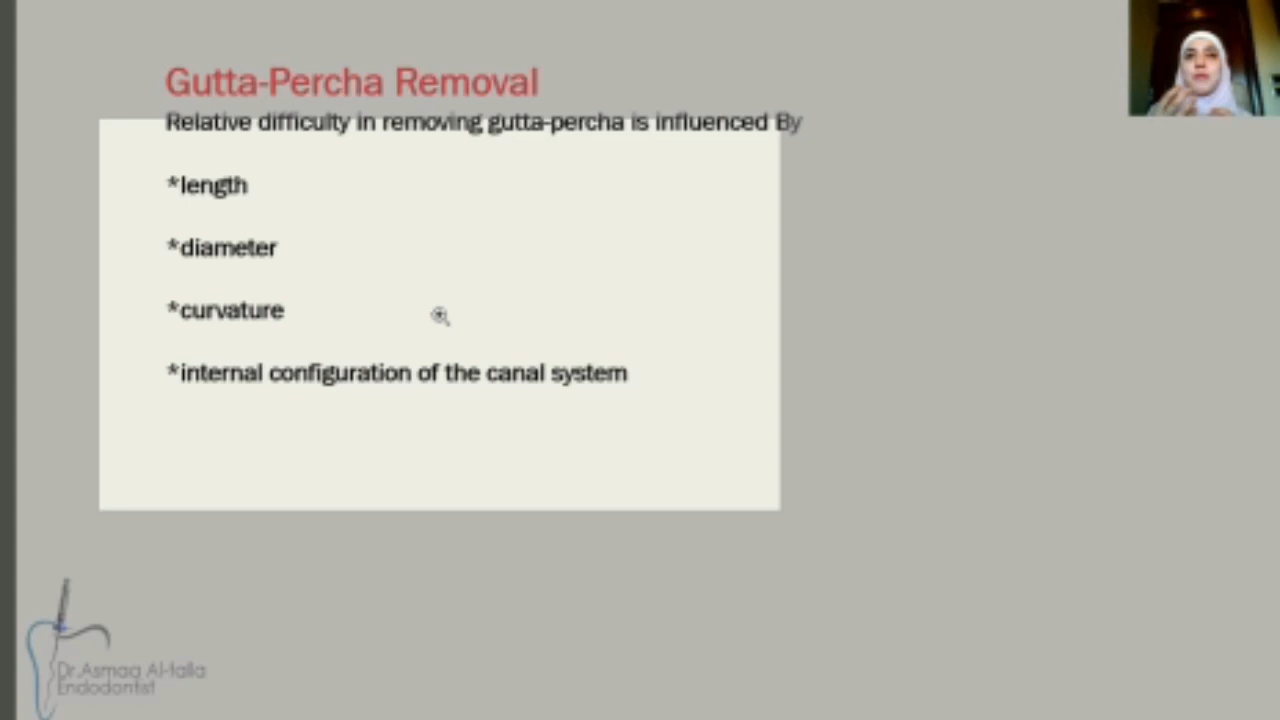 Gutta-Percha Removal
Relative difficulty in removing gutta-percha is influenced By
*length
*diameter
*curvature
*internal configuration of the canal system
Dr.Asmaa Al-talla
Endodontist